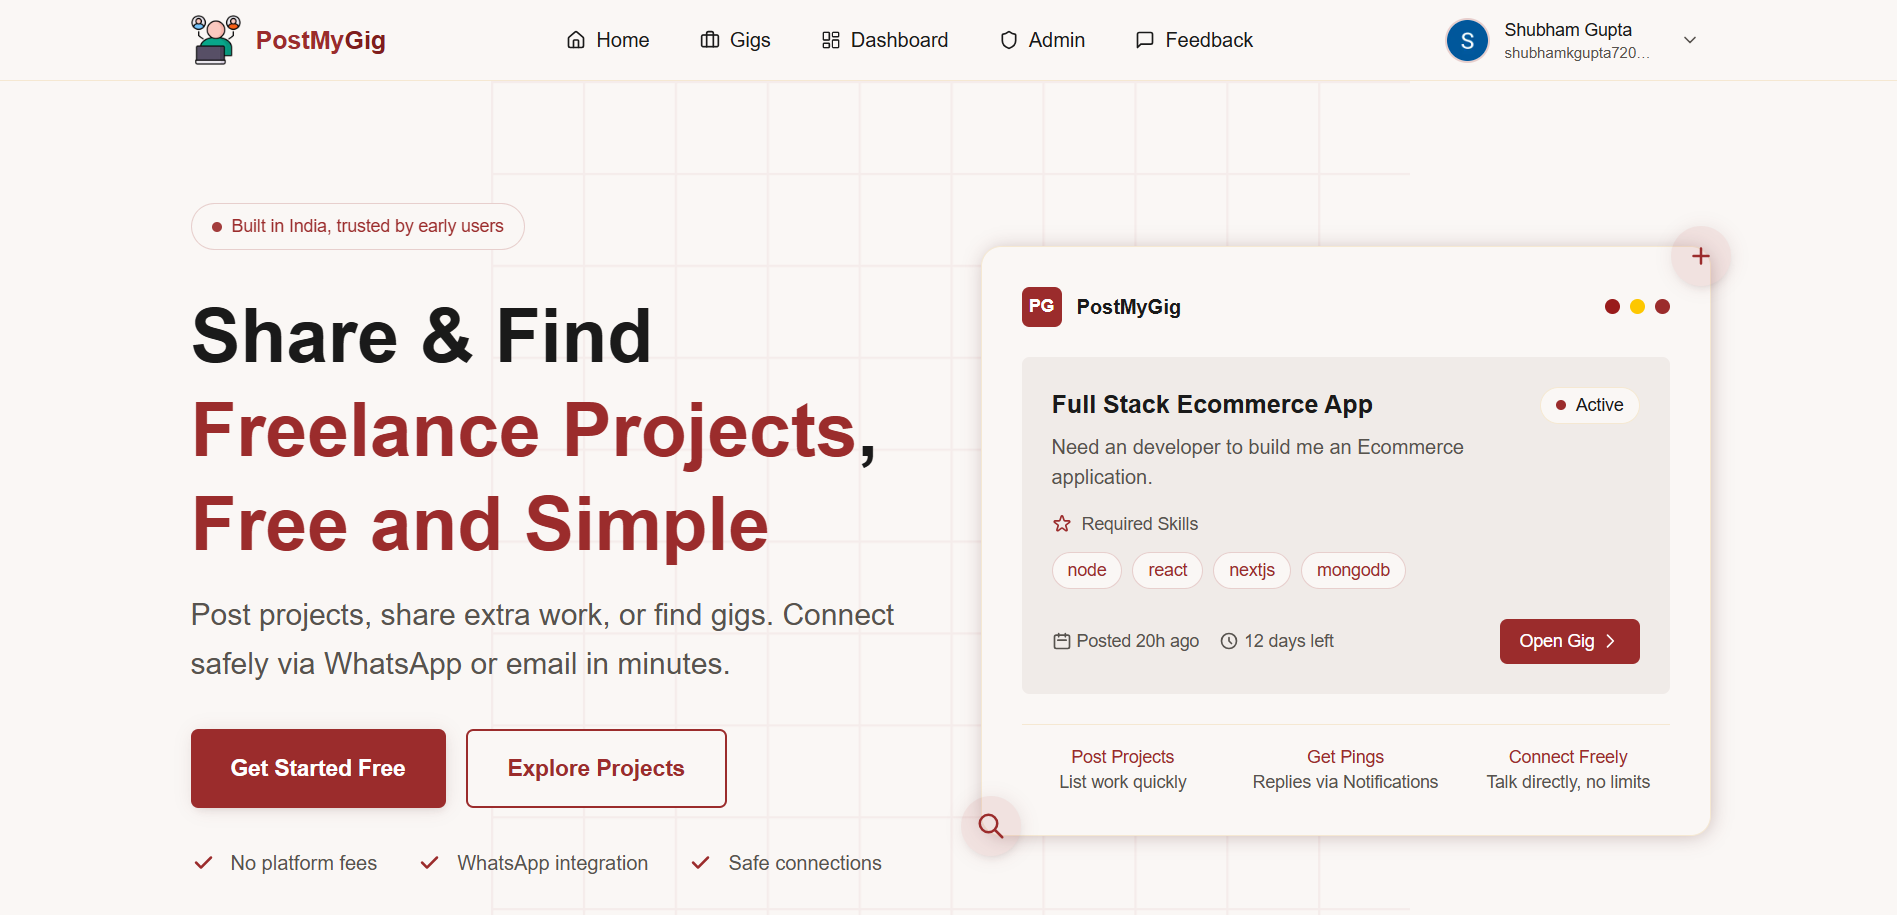 PostMyGig
Home
Gigs
Dashboard
Admin
Feedback
S
Shubham Gupta
shubhamkgupta720...
Built in India, trusted by early users
Share & Find
Freelance Projects,
Free and Simple
Post projects, share extra work, or find gigs. Connect
safely via WhatsApp or email in minutes.
Get Started Free
Explore Projects
No platform fees
WhatsApp integration
Safe connections
PG
PostMyGig
Full Stack Ecommerce App
Active
Need an developer to build me an Ecommerce
application.
Required Skills
node
react
nextjs
mongodb
Posted 20h ago
12 days left
Open Gig
Post Projects
List work quickly
Get Pings
Replies via Notifications
Connect Freely
Talk directly, no limits